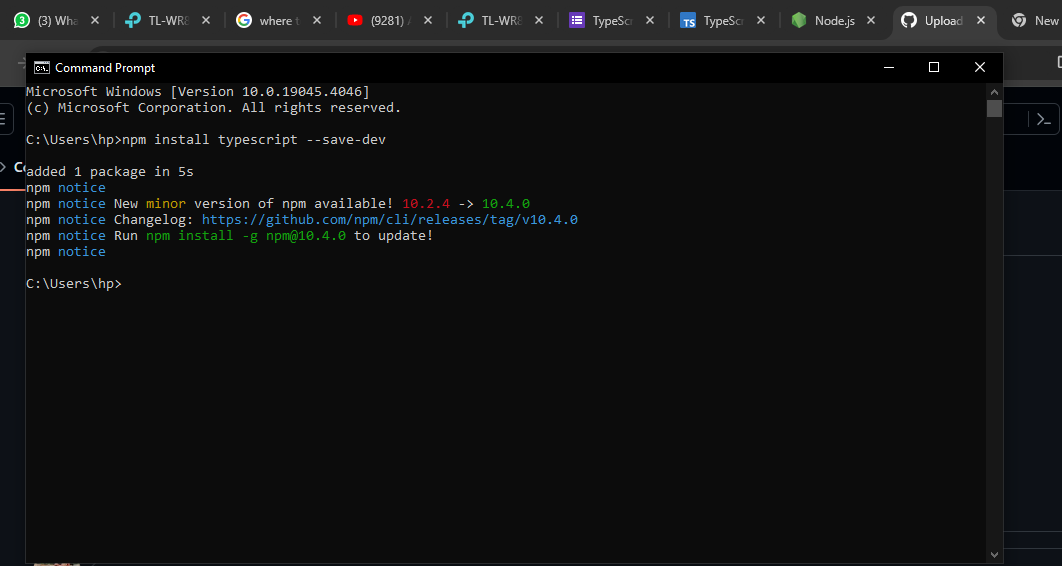 (3) Wha
TL-WR8
where t
(9281)
TL-WR8
TypeScr
TypeScr
Node.js
Upload
New
Command Prompt
Microsoft Windows [Version 10.0.19045.4046]
(c) Microsoft Corporation. All rights reserved.
C:\Users\hp>npm install typescript --save-dev
added 1 package in 5s
npm notice
npm notice New minor version of npm available! 10.2.4 -> 10.4.0
npm notice Changelog: https://github.com/npm/cli/releases/tag/v10.4.0
npm notice Run npm install -g npm@10.4.0 to update!
npm notice
C:\Users\hp>